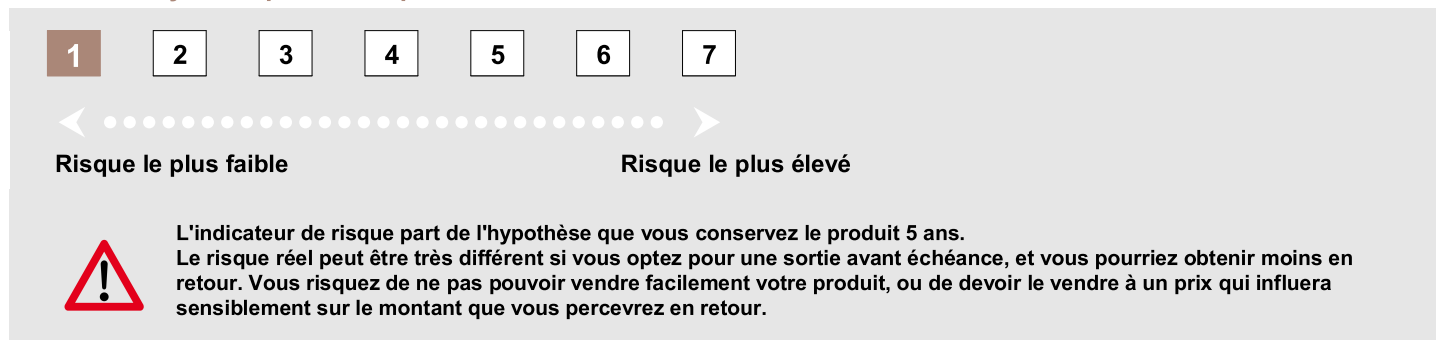 1 2 3 4 5 6 7
Risque le plus faible Risque le plus élevé
L'indicateur de risque part de l'hypothèse que vous conservez le produit 5 ans.
Le risque réel peut être très différent si vous optez pour une sortie avant échéance, et vous pourriez obtenir moins en
retour. Vous risquez de ne pas pouvoir vendre facilement votre produit, ou de devoir le vendre à un prix qui influera
sensiblement sur le montant que vous percevrez en retour.